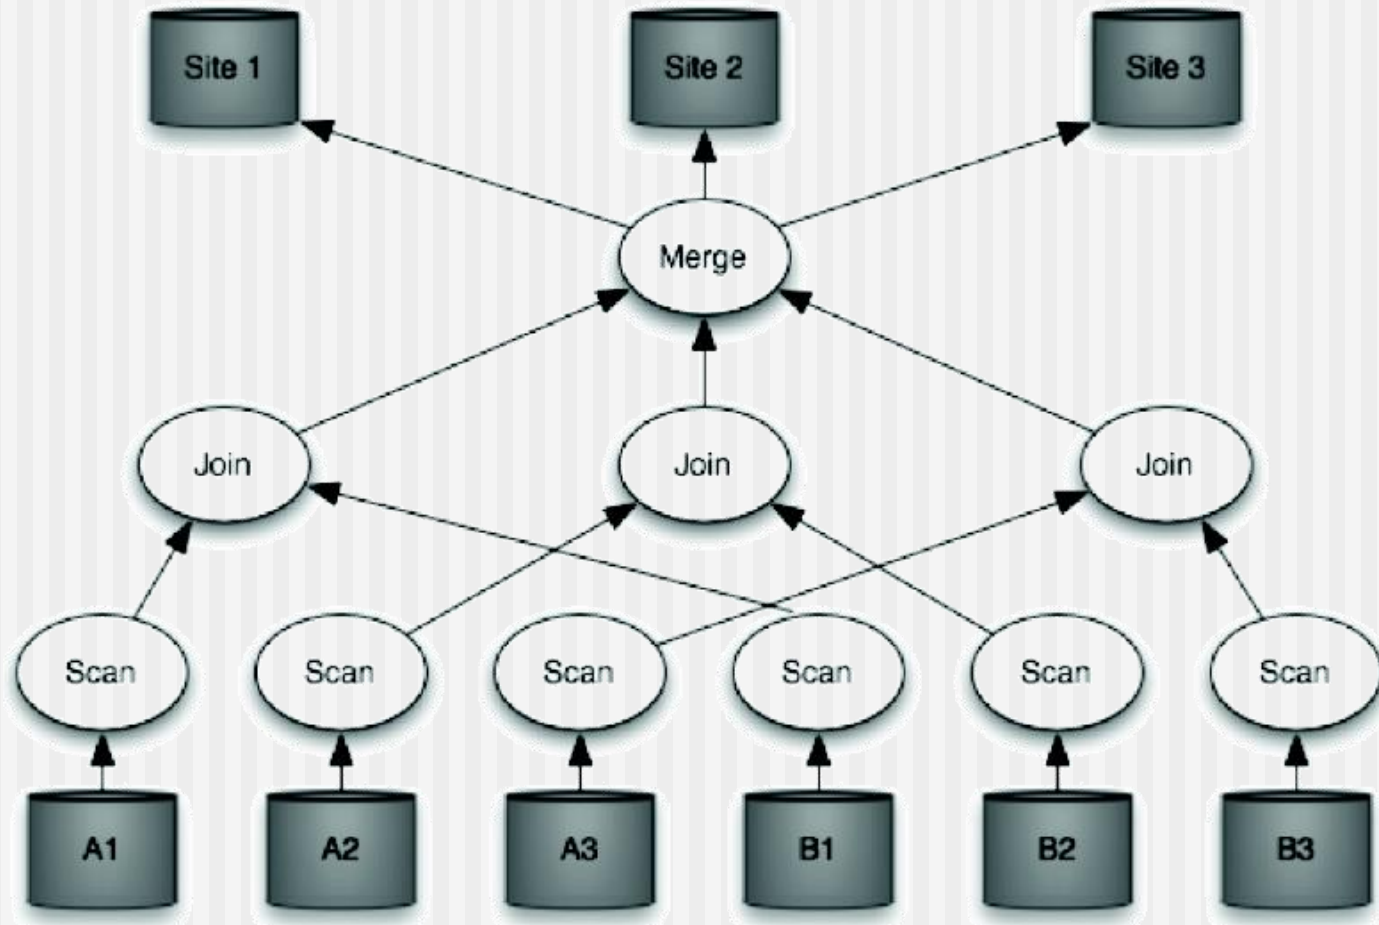 Site 1
Site 2
Site 3
Merge
Join
Join
Join
Scan
Scan
Scan
Scan
Scan
Scan
A1
A2
A3
B1
B2
B3